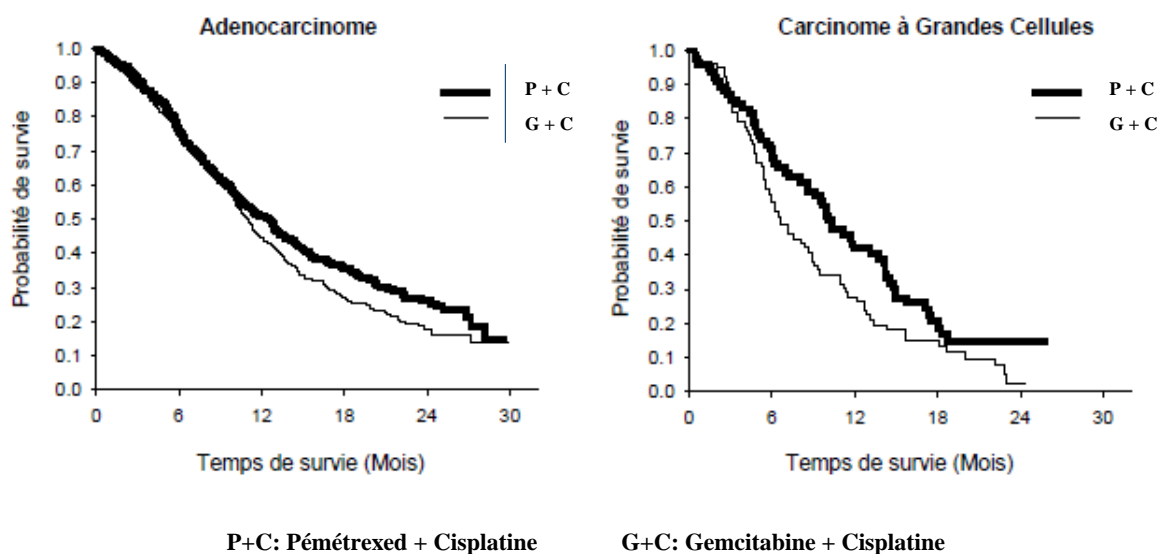 Adenocarcinome
Probabilité de survie
1.0
0.9
0.8
0.7
0.6
0.5
0.4
0.3
0.2
0.1
0.0
P + C
G + C
0 6 12 18 24 30
Temps de survie (Mois)
Carcinome à Grandes Cellules
Probabilité de survie
1.0
0.9
0.8
0.7
0.6
0.5
0.4
0.3
0.2
0.1
0.0
P + C
G + C
0 6 12 18 24 30
Temps de survie (Mois)
P+C: Pémétrexed + Cisplatine G+C: Gemcitabine + Cisplatine